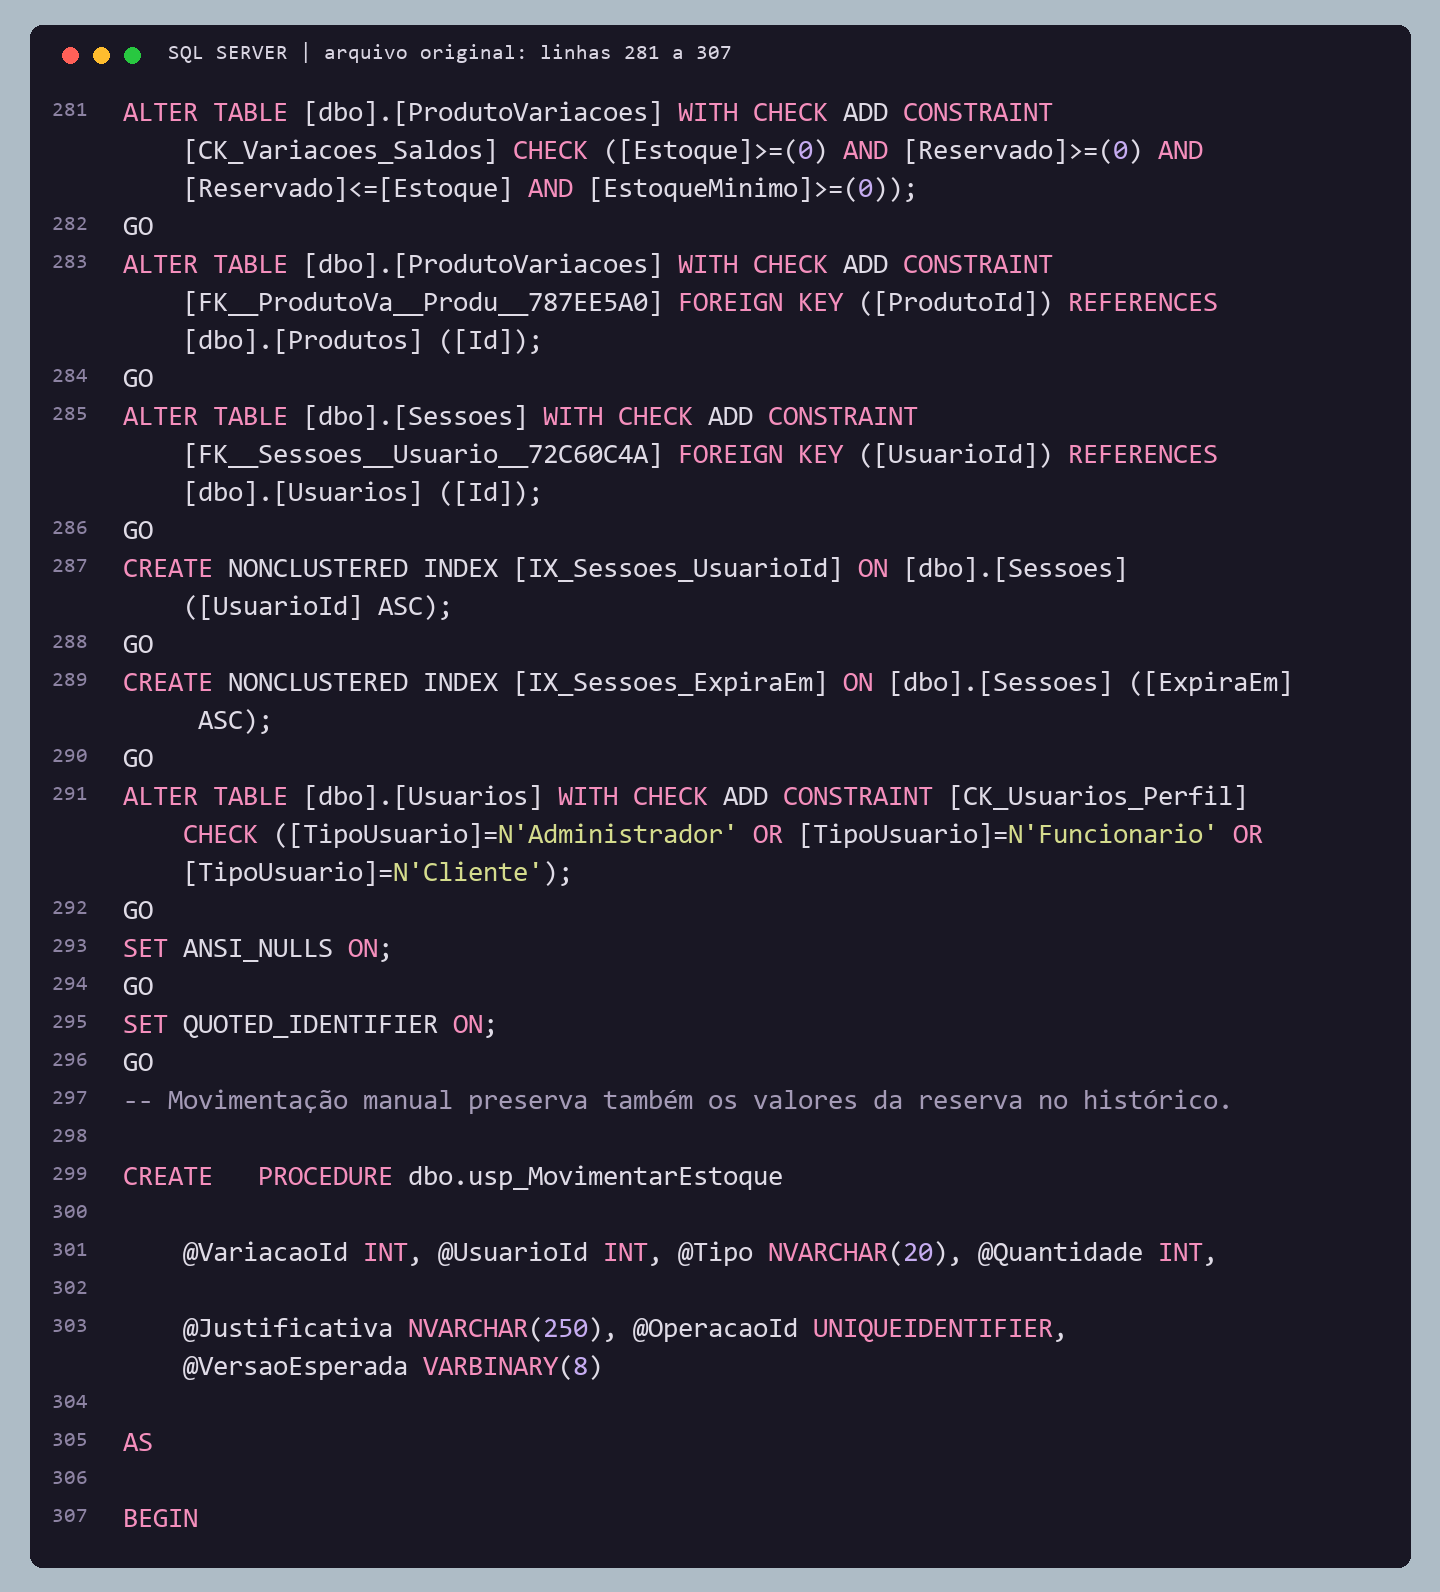 SQL SERVER | arquivo original: linhas 281 a 307
281 ALTER TABLE [dbo].[ProdutoVariacoes] WITH CHECK ADD CONSTRAINT
[CK_Variacoes_Saldos] CHECK ([Estoque]>=(0) AND [Reservado]>=(0) AND
[Reservado]<=[Estoque] AND [EstoqueMinimo]>=(0));
282 GO
283 ALTER TABLE [dbo].[ProdutoVariacoes] WITH CHECK ADD CONSTRAINT
[FK__ProdutoVa__Produ__787EE5A0] FOREIGN KEY ([ProdutoId]) REFERENCES
[dbo].[Produtos] ([Id]);
284 GO
285 ALTER TABLE [dbo].[Sessoes] WITH CHECK ADD CONSTRAINT
[FK__Sessoes__Usuario__72C60C4A] FOREIGN KEY ([UsuarioId]) REFERENCES
[dbo].[Usuarios] ([Id]);
286 GO
287 CREATE NONCLUSTERED INDEX [IX_Sessoes_UsuarioId] ON [dbo].[Sessoes]
([UsuarioId] ASC);
288 GO
289 CREATE NONCLUSTERED INDEX [IX_Sessoes_ExpiraEm] ON [dbo].[Sessoes] ([ExpiraEm]
ASC);
290 GO
291 ALTER TABLE [dbo].[Usuarios] WITH CHECK ADD CONSTRAINT [CK_Usuarios_Perfil]
CHECK ([TipoUsuario]=N'Administrador' OR [TipoUsuario]=N'Funcionario' OR
[TipoUsuario]=N'Cliente');
292 GO
293 SET ANSI_NULLS ON;
294 GO
295 SET QUOTED_IDENTIFIER ON;
296 GO
297 -- Movimentação manual preserva também os valores da reserva no histórico.
298
299 CREATE   PROCEDURE dbo.usp_MovimentarEstoque
300
301 @VariacaoId INT, @UsuarioId INT, @Tipo NVARCHAR(20), @Quantidade INT,
302
303 @Justificativa NVARCHAR(250), @OperacaoId UNIQUEIDENTIFIER,
@VersaoEsperada VARBINARY(8)
304
305 AS
306
307 BEGIN